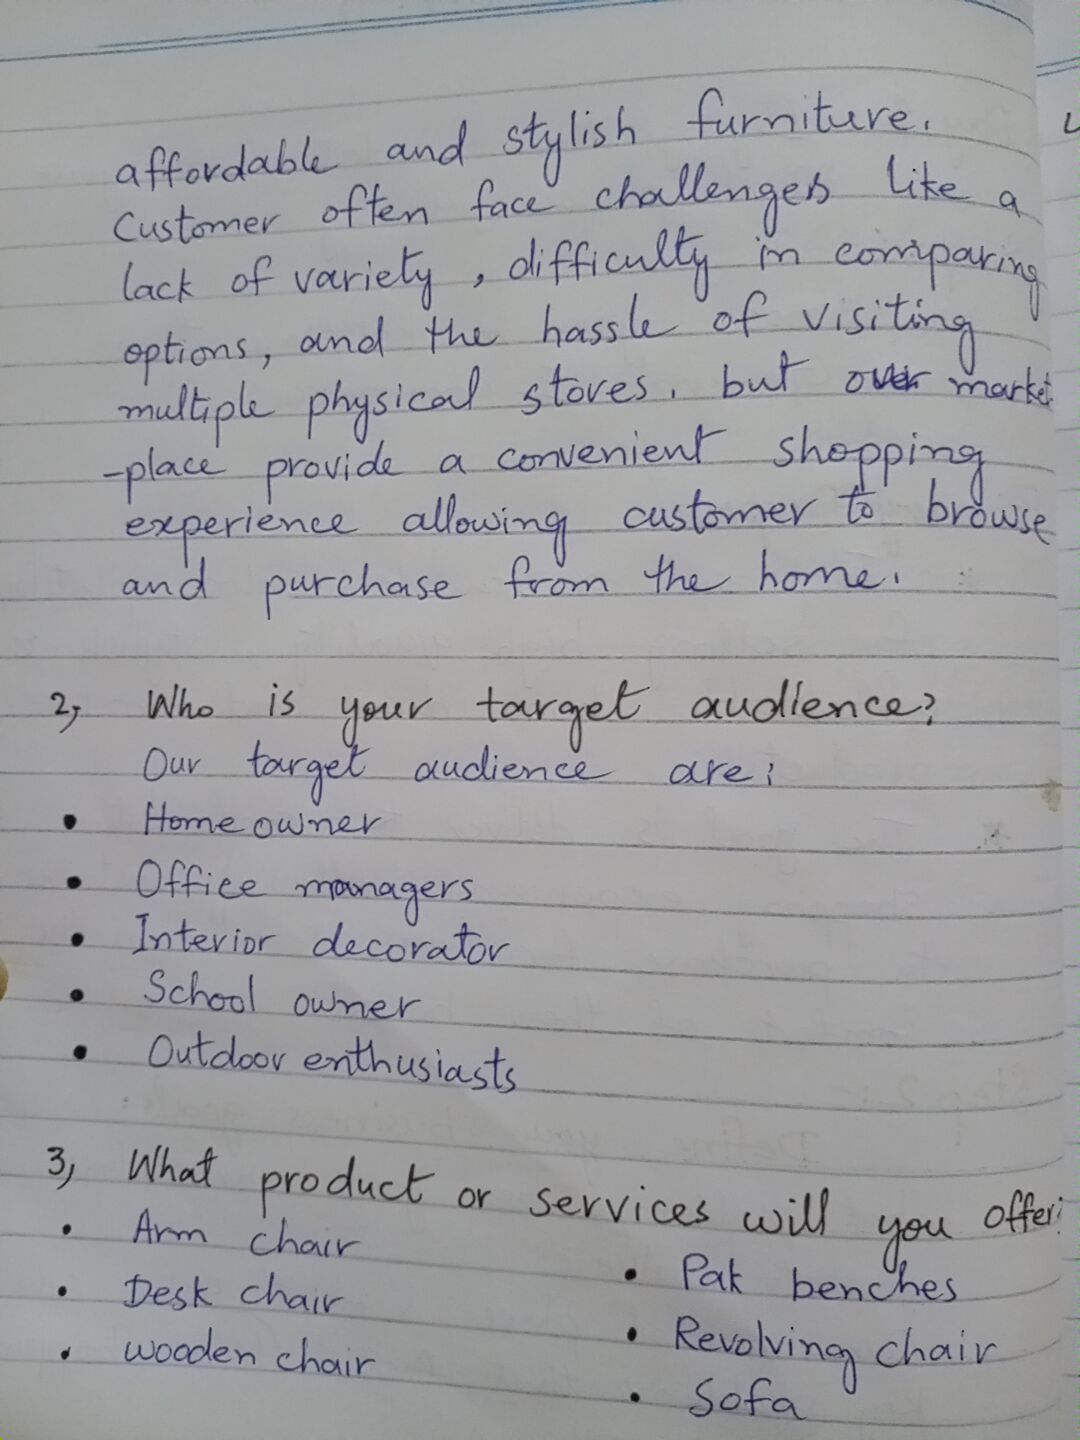 affordable and stylish furniture.
Customer often face challenges like a
lack of variety, difficulty in comparing
options, and the hassle of visiting
multiple physical stores. but our market
-place provide a convenient shopping
experience allowing customer to browse
and purchase from the home.
2, Who is your target audience?
Our target audience are:
• Home owner
• Office managers
• Interior decorator
• School owner
• Outdoor enthusiasts
3, What product or services will you offer:
• Arm chair
• Desk chair
• wooden chair
• Pak benches
• Revolving chair
• Sofa